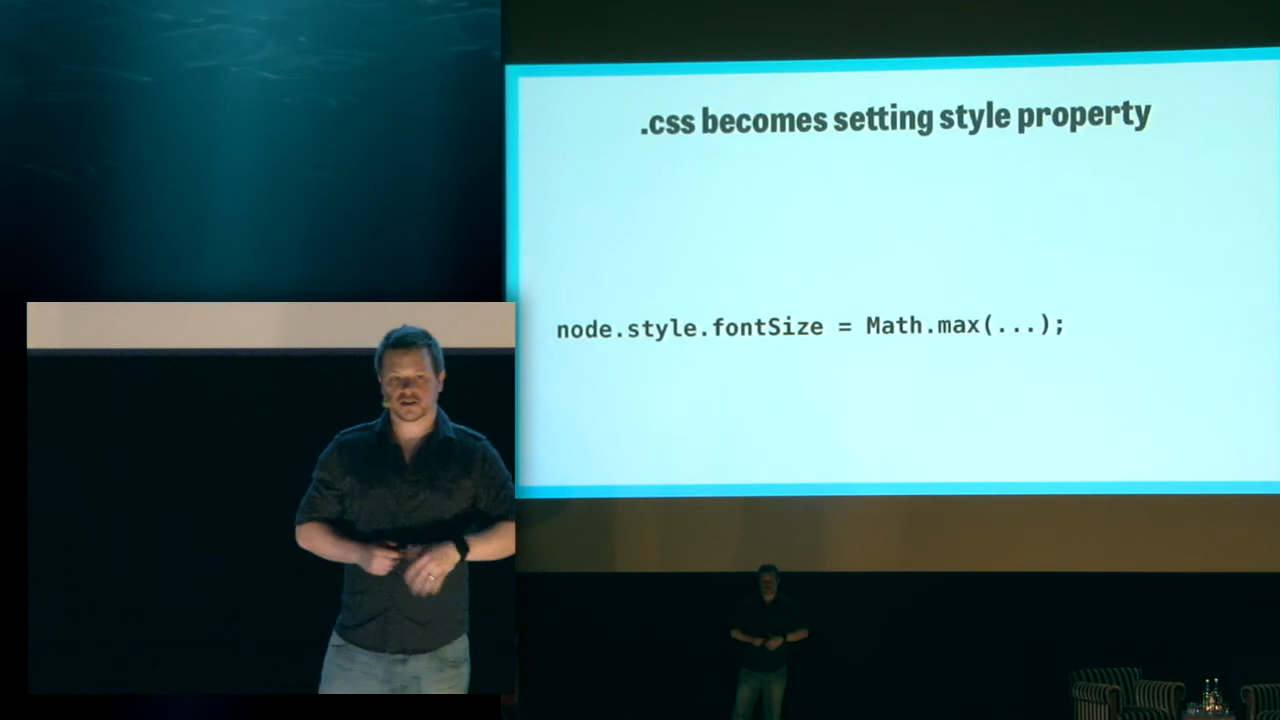 .css becomes setting style property
node.style.fontSize = Math.max(...);